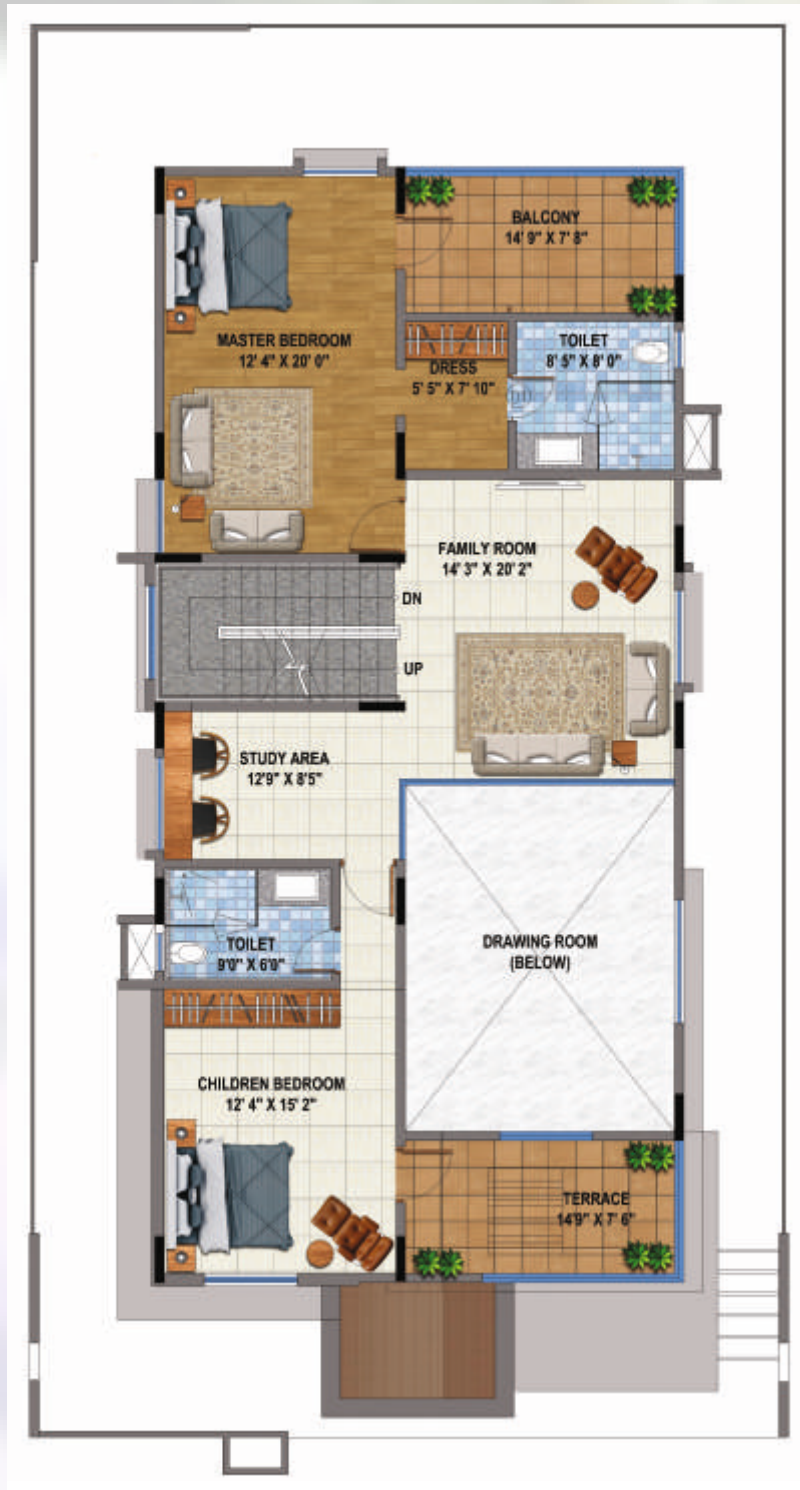 BALCONY
14' 9" X 7' 8"
MASTER BEDROOM
12' 4" X 20' 0"
TOILET
8' 5" X 8' 0"
DRESS
5' 5" X 7' 10"
FAMILY ROOM
14' 3" X 20' 2"
DN
UP
STUDY AREA
12'9" X 8'5"
TOILET
9'0" X 6'0"
DRAWING ROOM
(BELOW)
CHILDREN BEDROOM
12' 4" X 15' 2"
TERRACE
14'9" X 7' 6"